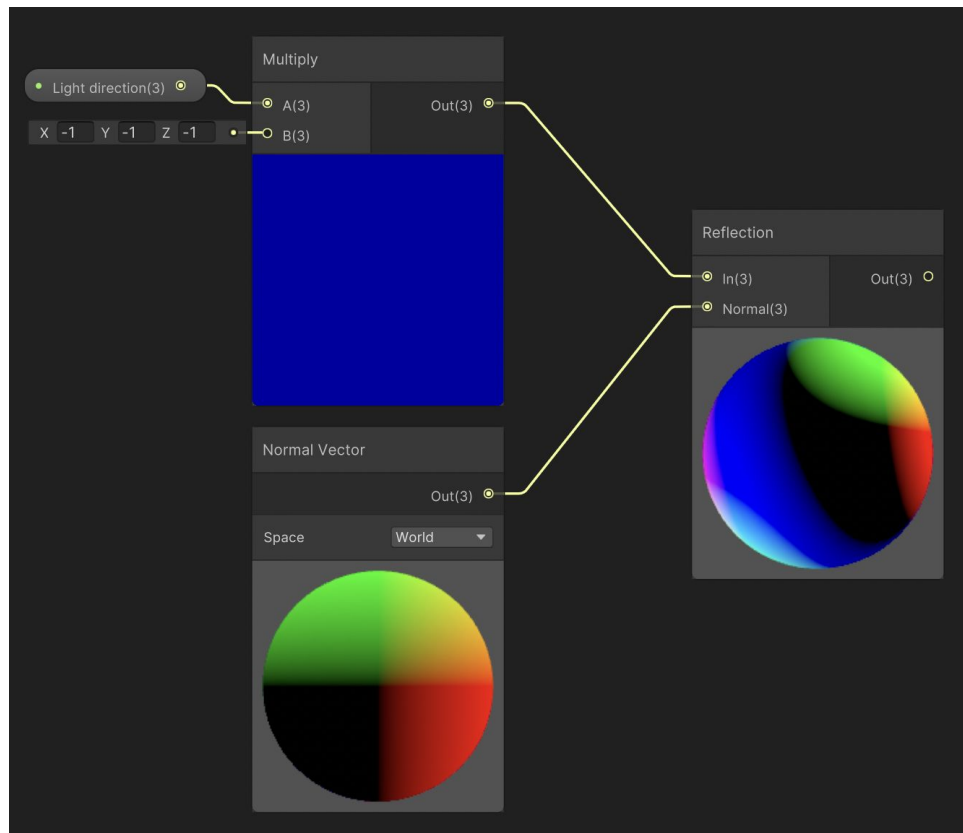 Multiply
Light direction(3)
A(3) Out(3)
X -1 Y -1 Z -1 B(3)
Reflection
In(3) Out(3)
Normal(3)
Normal Vector
Out(3)
Space World